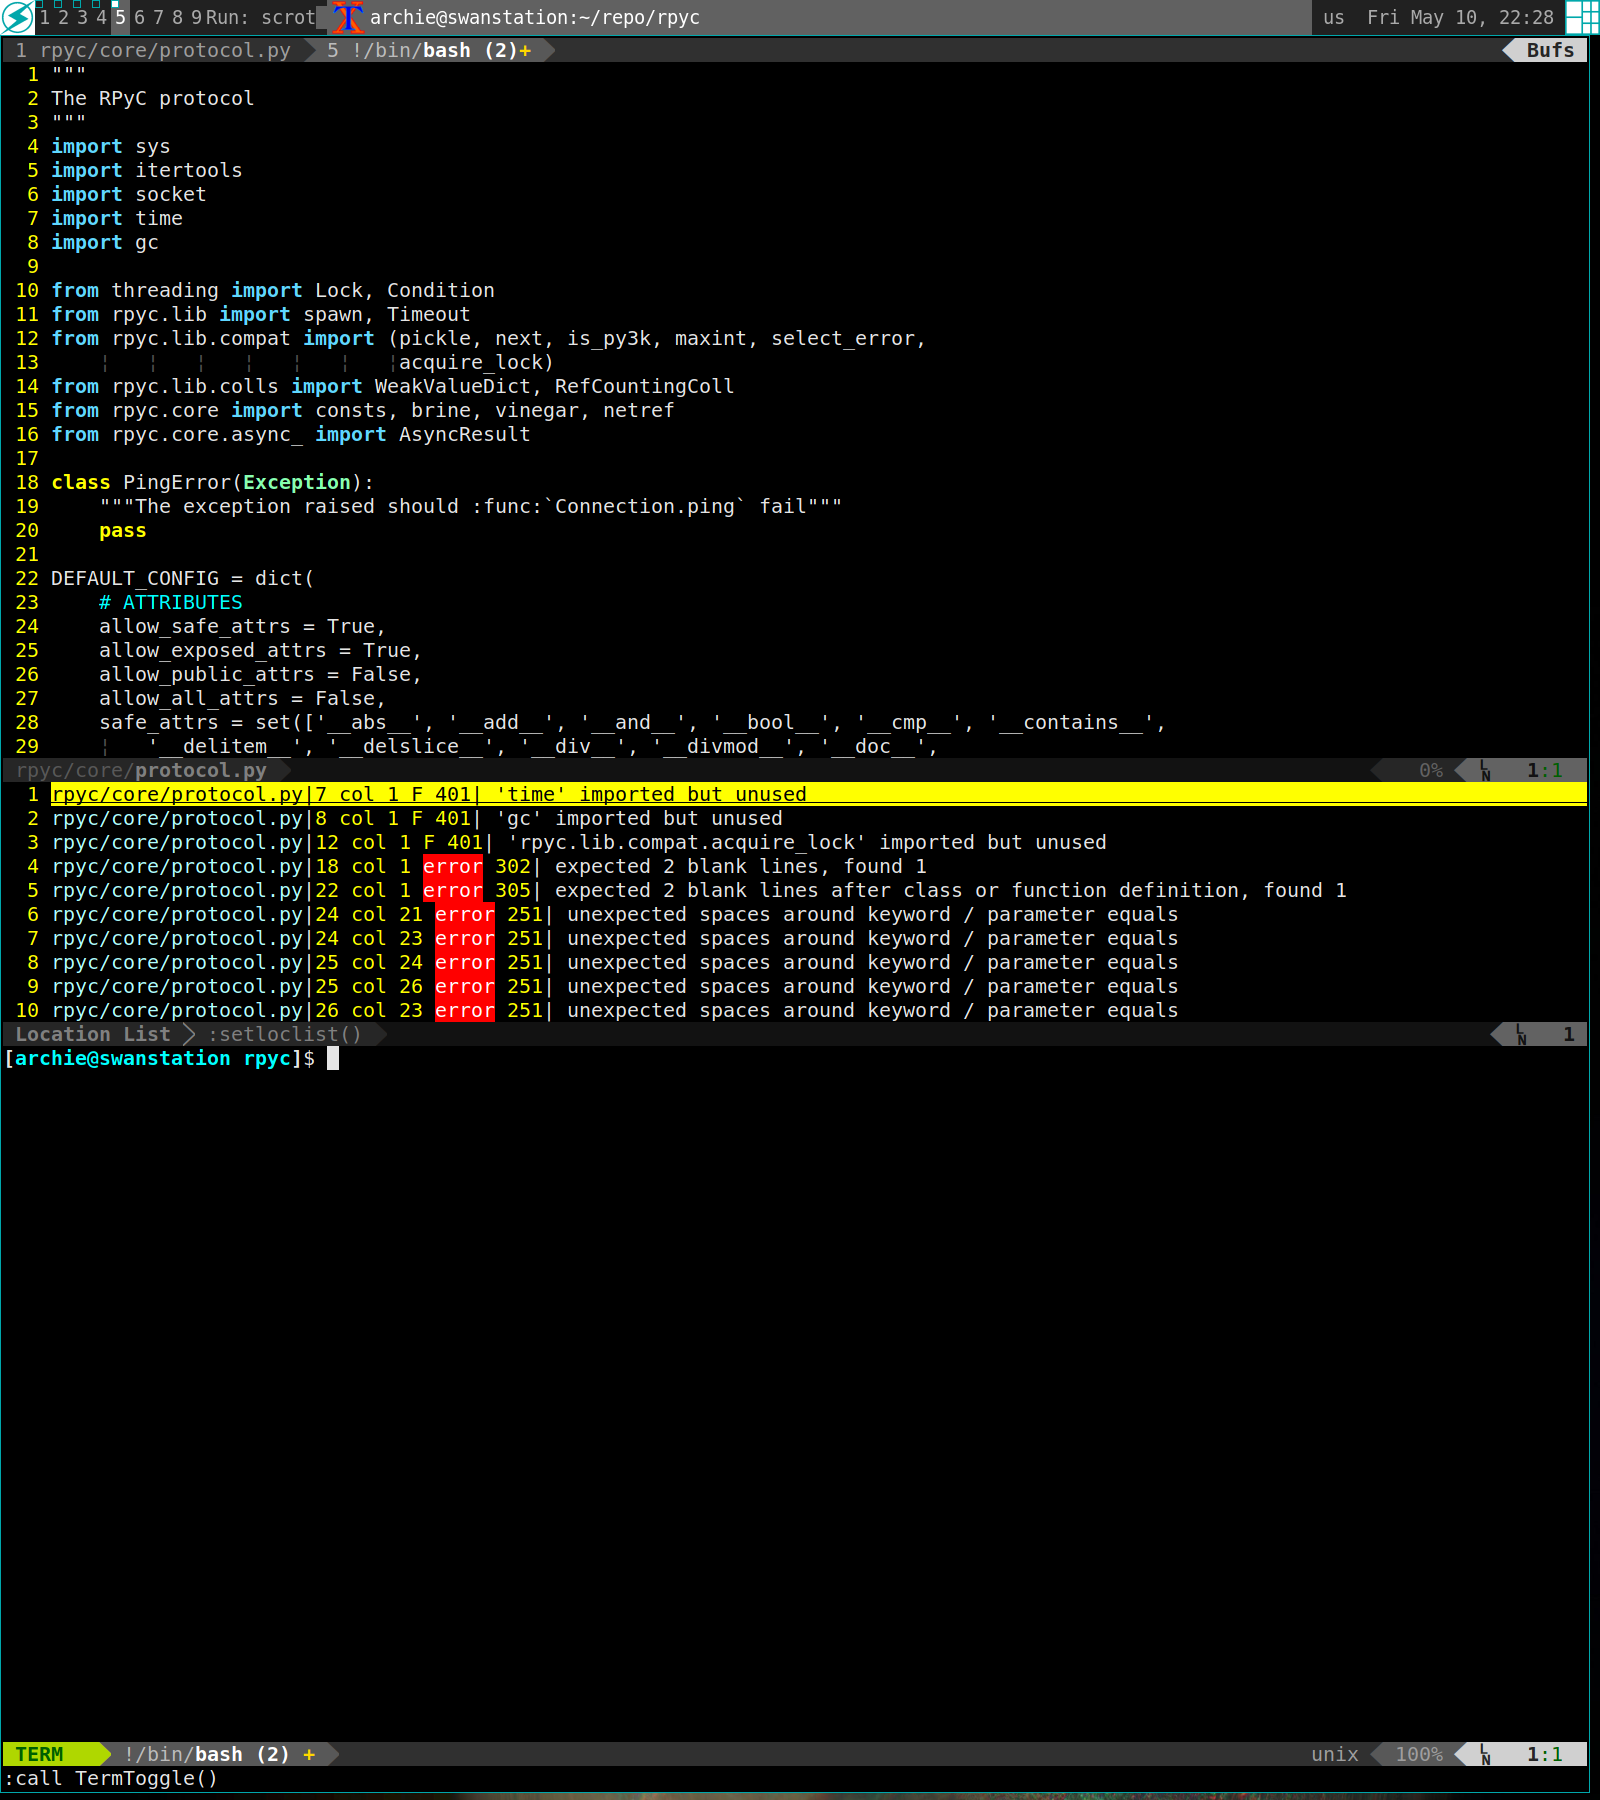 1 2 3 4 5 6 7 8 9 Run: scrot archie@swanstation:~/repo/rpyc us Fri May 10, 22:28
1 rpyc/core/protocol.py 5 !/bin/bash (2)+ Bufs
1 """
2 The RPyC protocol
3 """
4 import sys
5 import itertools
6 import socket
7 import time
8 import gc
9
10 from threading import Lock, Condition
11 from rpyc.lib import spawn, Timeout
12 from rpyc.lib.compat import (pickle, next, is_py3k, maxint, select_error,
13 ¦   ¦   ¦   ¦   ¦   ¦   ¦acquire_lock)
14 from rpyc.lib.colls import WeakValueDict, RefCountingColl
15 from rpyc.core import consts, brine, vinegar, netref
16 from rpyc.core.async_ import AsyncResult
17
18 class PingError(Exception):
19     """The exception raised should :func:`Connection.ping` fail"""
20     pass
21
22 DEFAULT_CONFIG = dict(
23     # ATTRIBUTES
24     allow_safe_attrs = True,
25     allow_exposed_attrs = True,
26     allow_public_attrs = False,
27     allow_all_attrs = False,
28     safe_attrs = set(['__abs__', '__add__', '__and__', '__bool__', '__cmp__', '__contains__',
29     ¦   '__delitem__', '__delslice__', '__div__', '__divmod__', '__doc__',
rpyc/core/protocol.py 0% LN 1:1
1 rpyc/core/protocol.py|7 col 1 F 401| 'time' imported but unused
2 rpyc/core/protocol.py|8 col 1 F 401| 'gc' imported but unused
3 rpyc/core/protocol.py|12 col 1 F 401| 'rpyc.lib.compat.acquire_lock' imported but unused
4 rpyc/core/protocol.py|18 col 1 error 302| expected 2 blank lines, found 1
5 rpyc/core/protocol.py|22 col 1 error 305| expected 2 blank lines after class or function definition, found 1
6 rpyc/core/protocol.py|24 col 21 error 251| unexpected spaces around keyword / parameter equals
7 rpyc/core/protocol.py|24 col 23 error 251| unexpected spaces around keyword / parameter equals
8 rpyc/core/protocol.py|25 col 24 error 251| unexpected spaces around keyword / parameter equals
9 rpyc/core/protocol.py|25 col 26 error 251| unexpected spaces around keyword / parameter equals
10 rpyc/core/protocol.py|26 col 23 error 251| unexpected spaces around keyword / parameter equals
Location List :setloclist() LN 1
[archie@swanstation rpyc]$
TERM !/bin/bash (2) + unix 100% LN 1:1
:call TermToggle()